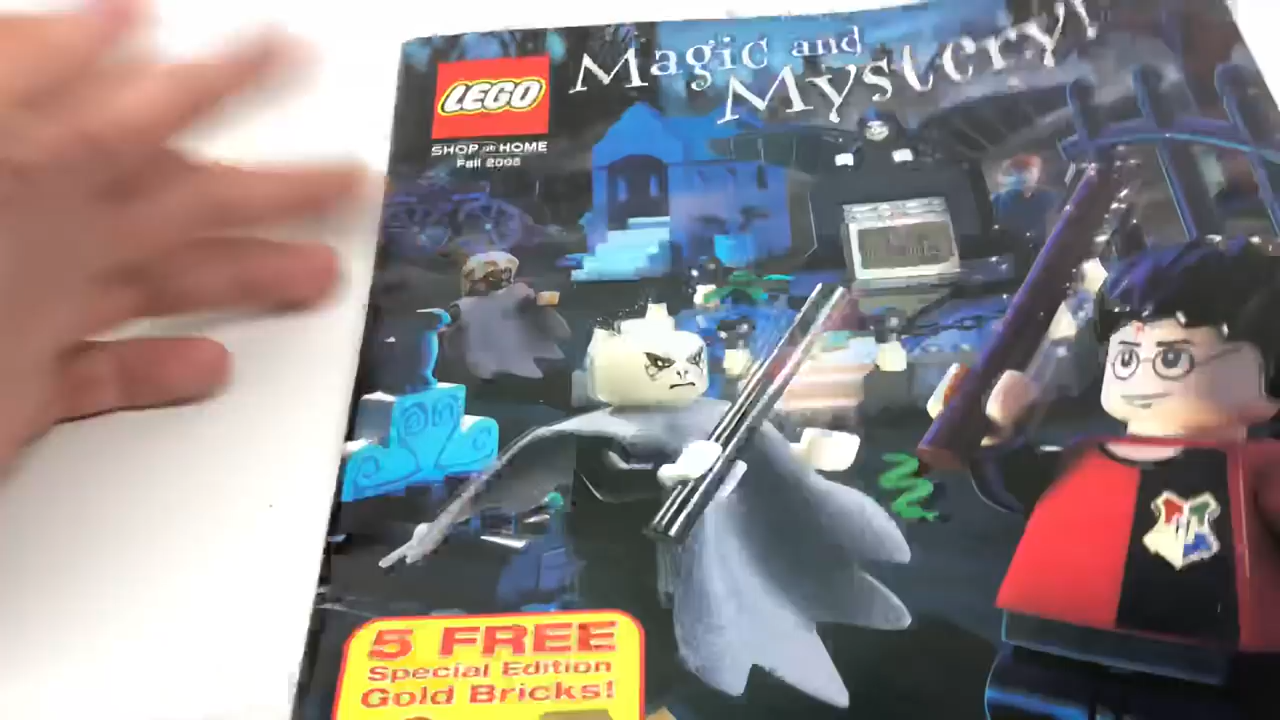 LEGO
Magic and
Mystery!
SHOP at HOME
Fall 2005
5 FREE
Special Edition
Gold Bricks!